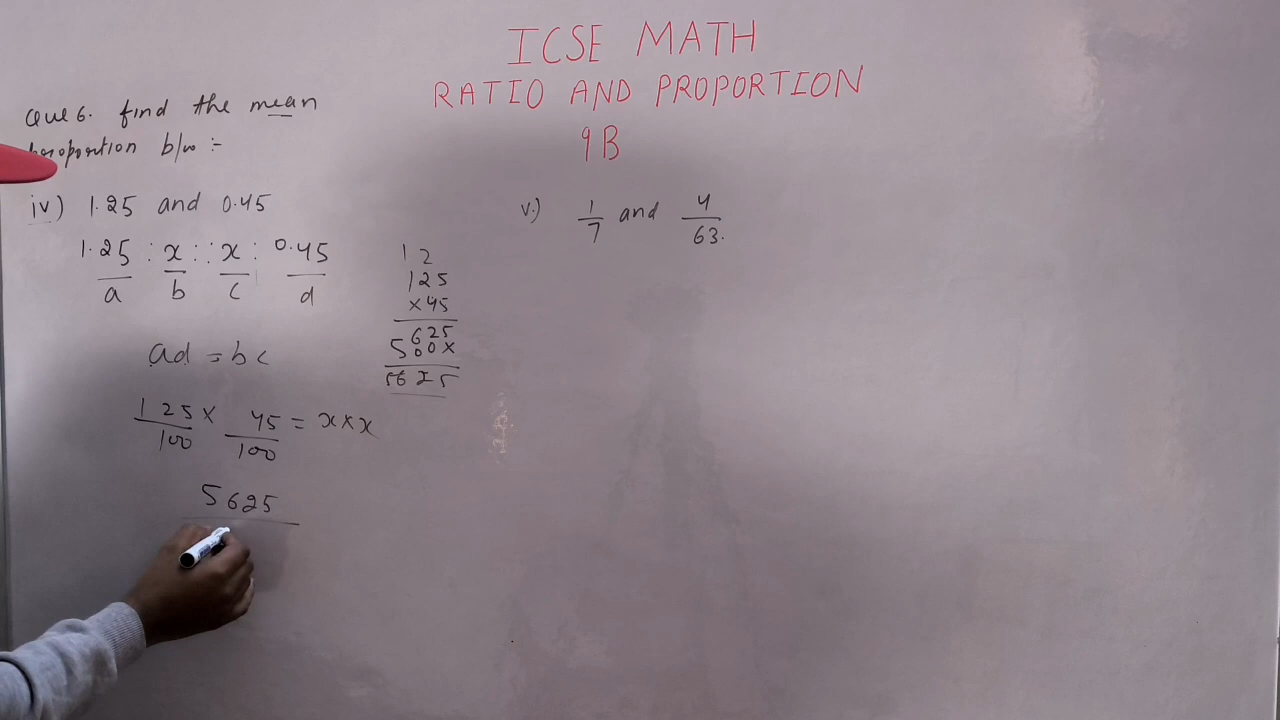 ICSE MATH
RATIO AND PROPORTION
9B
Que 6. find the mean
proportion b/w :-
iv) 1.25 and 0.45
1.25 : x :: x : 0.45
a b c d
ad = bc
125/100 × 45/100 = x × x
5625
1 2
125
×45
625
500×
5625
v.) 1/7 and 4/63.